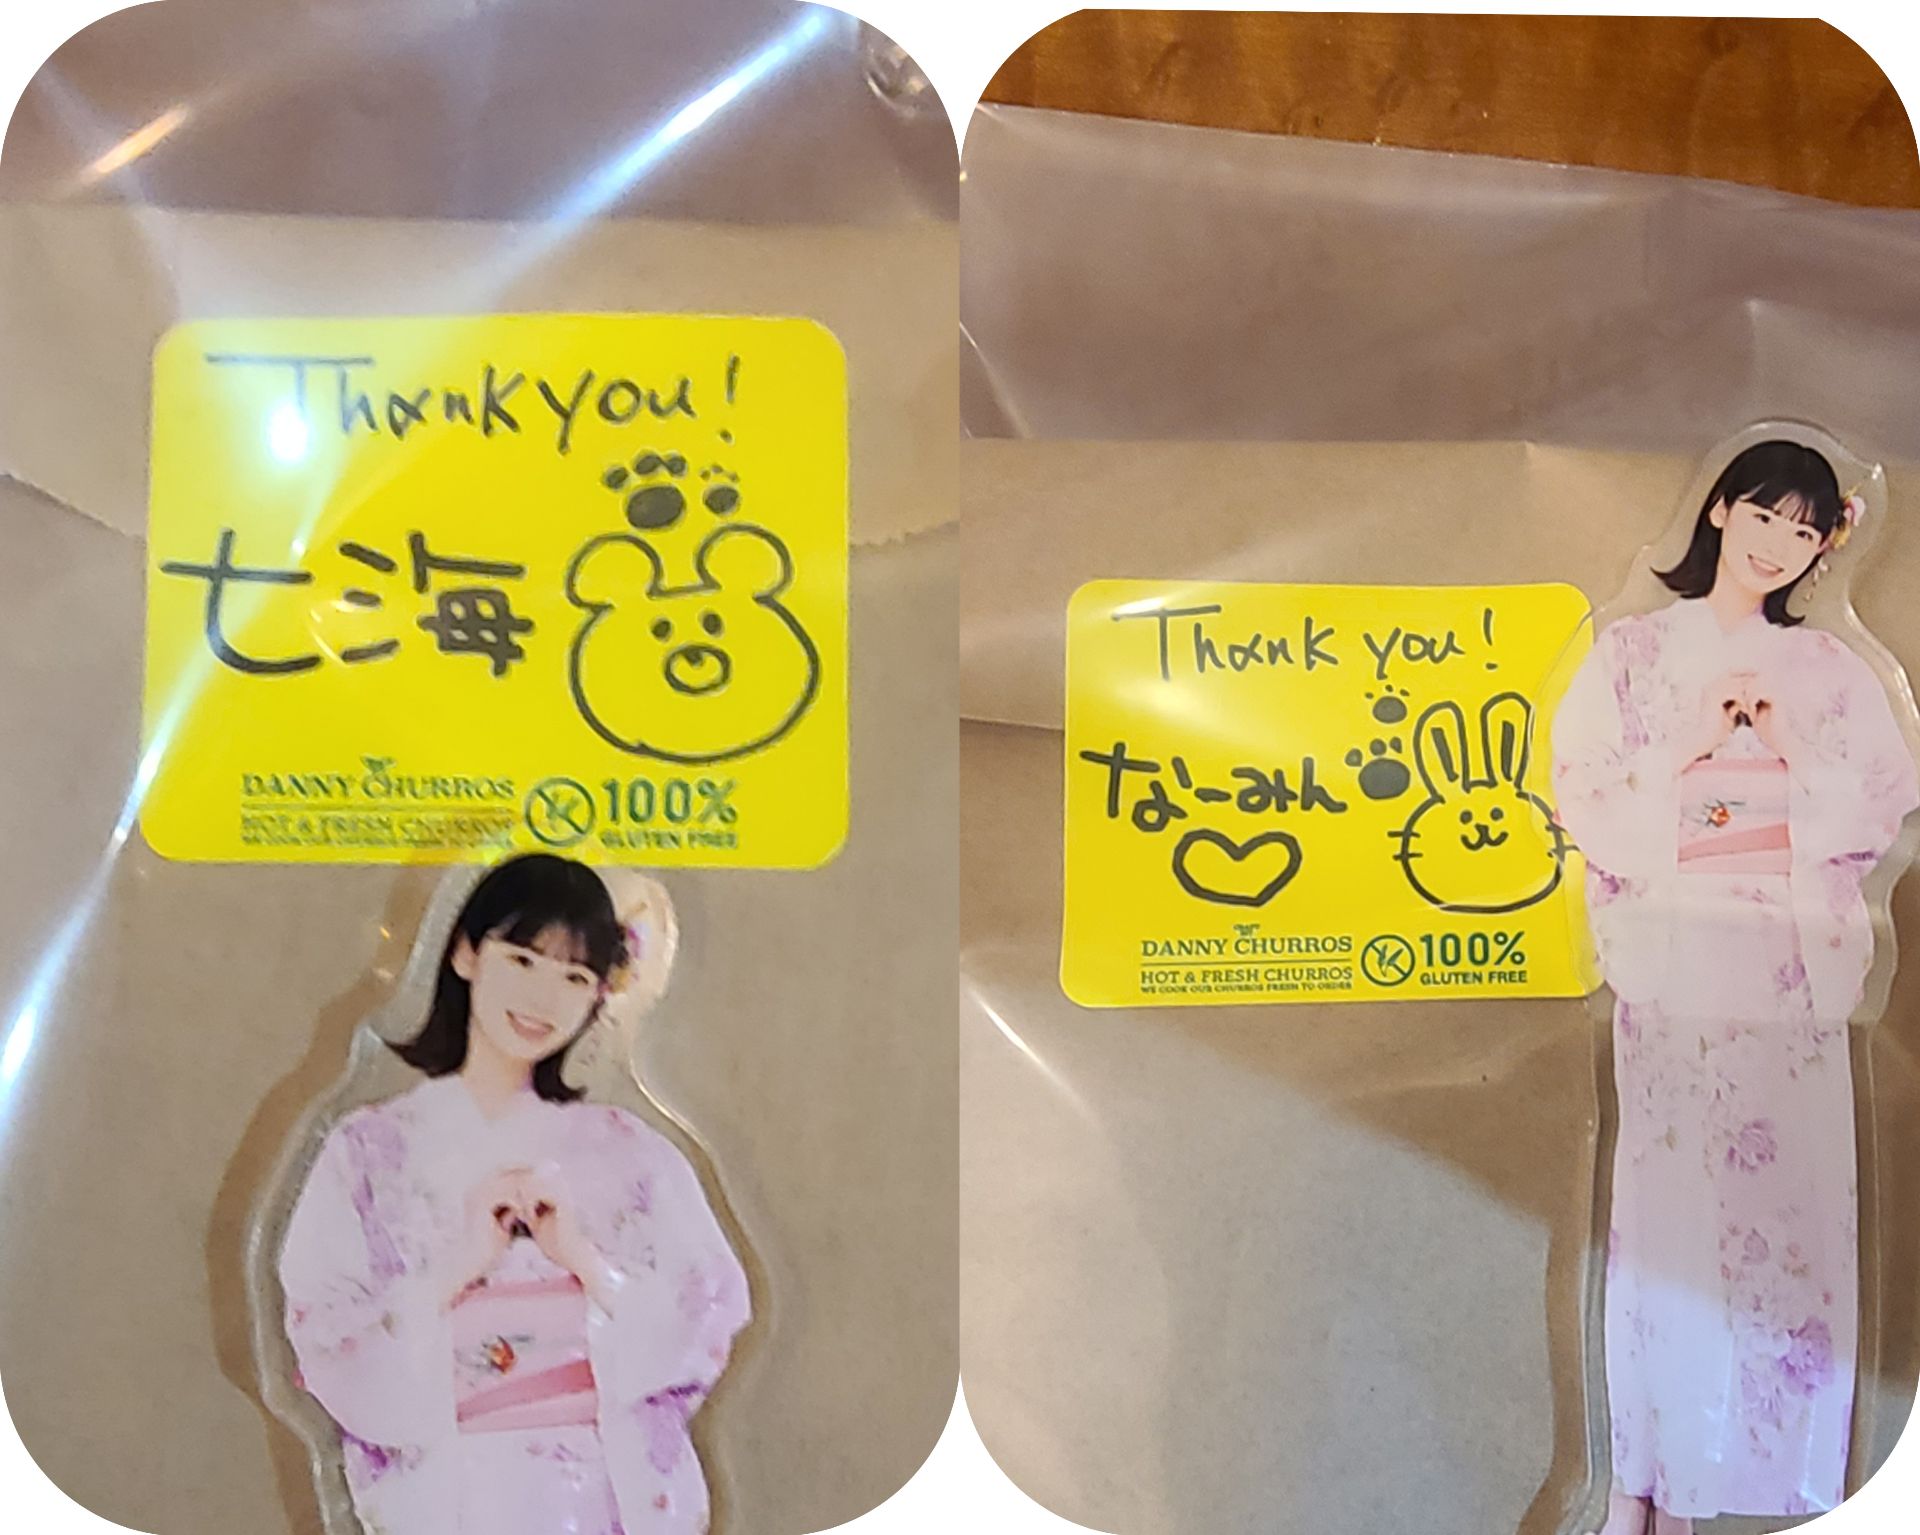 Thank you!
七海
DANNY CHURROS
HOT & FRESH CHURROS
100%
GLUTEN FREE
Thank you!
なーみん
CRAFT
DANNY CHURROS
HOT & FRESH CHURROS
WE COOK OUR CHURROS FRESH TO ORDER
100%
GLUTEN FREE